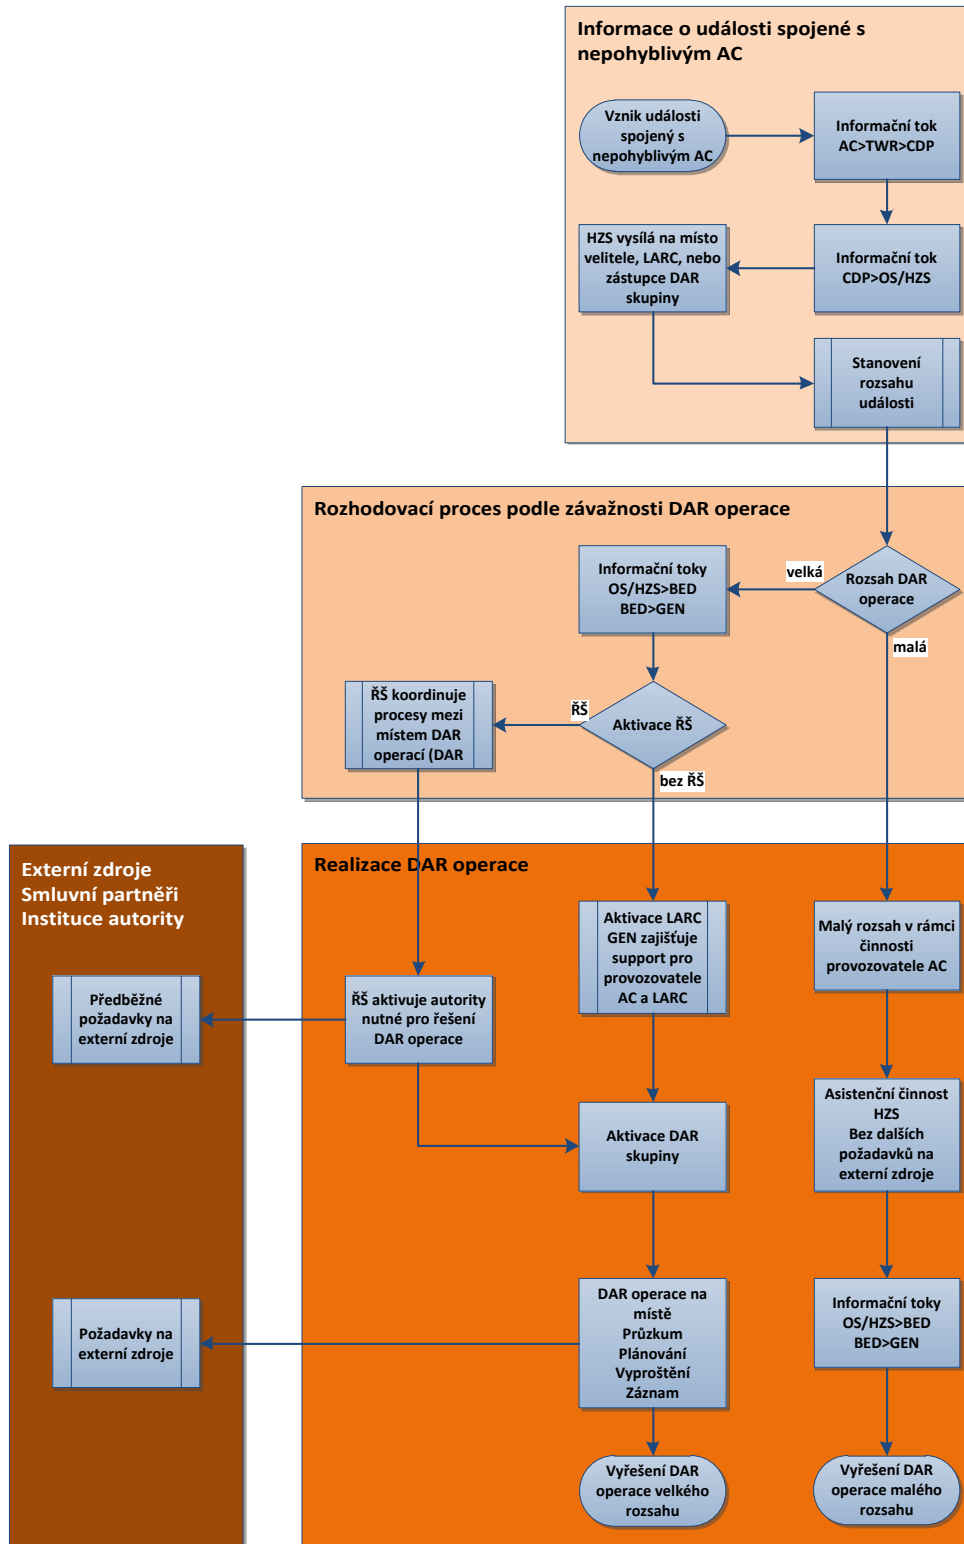 Informace o události spojené s
nepohyblivým AC
Vznik události
spojený s
nepohyblivým AC
Informační tok
AC>TWR>CDP
HZS vysílá na místo
velitele, LARC, nebo
zástupce DAR
skupiny
Informační tok
CDP>OS/HZS
Stanovení
rozsahu
události
Rozhodovací proces podle závažnosti DAR operace
Informační toky
OS/HZS>BED
BED>GEN
velká
Rozsah DAR
operace
malá
ŘŠ koordinuje
procesy mezi
místem DAR
operací (DAR
ŘŠ
Aktivace ŘŠ
bez ŘŠ
Externí zdroje
Smluvní partněři
Instituce autority
Realizace DAR operace
Aktivace LARC
GEN zajišťuje
support pro
provozovatele
AC a LARC
Malý rozsah v rámci
činnosti
provozovatele AC
Předběžné
požadavky na
externí zdroje
ŘŠ aktivuje autority
nutné pro řešení
DAR operace
Aktivace DAR
skupiny
Asistenční činnost
HZS
Bez dalších
požadavků na
externí zdroje
Požadavky na
externí zdroje
DAR operace na
místě
Průzkum
Plánování
Vyproštění
Záznam
Informační toky
OS/HZS>BED
BED>GEN
Vyřešení DAR
operace velkého
rozsahu
Vyřešení DAR
operace malého
rozsahu